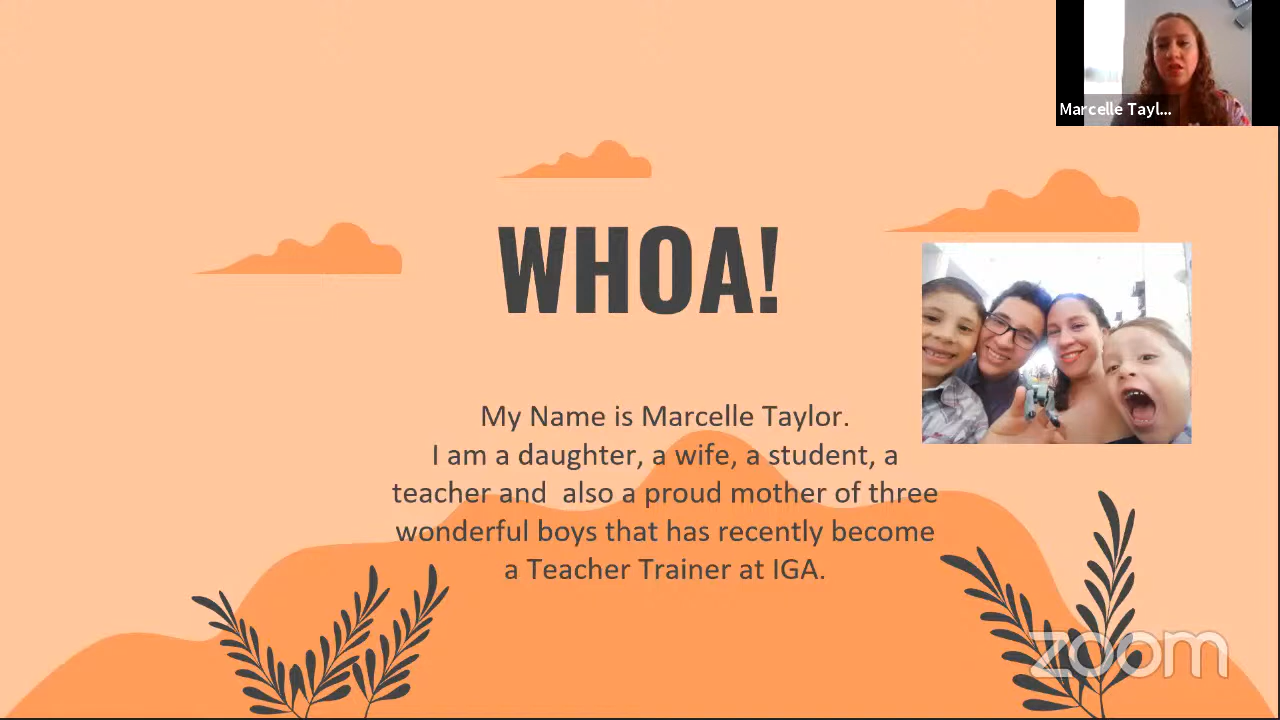 Marcelle Tayl...
WHOA!
My Name is Marcelle Taylor.
I am a daughter, a wife, a student, a
teacher and  also a proud mother of three
wonderful boys that has recently become
a Teacher Trainer at IGA.
zoom